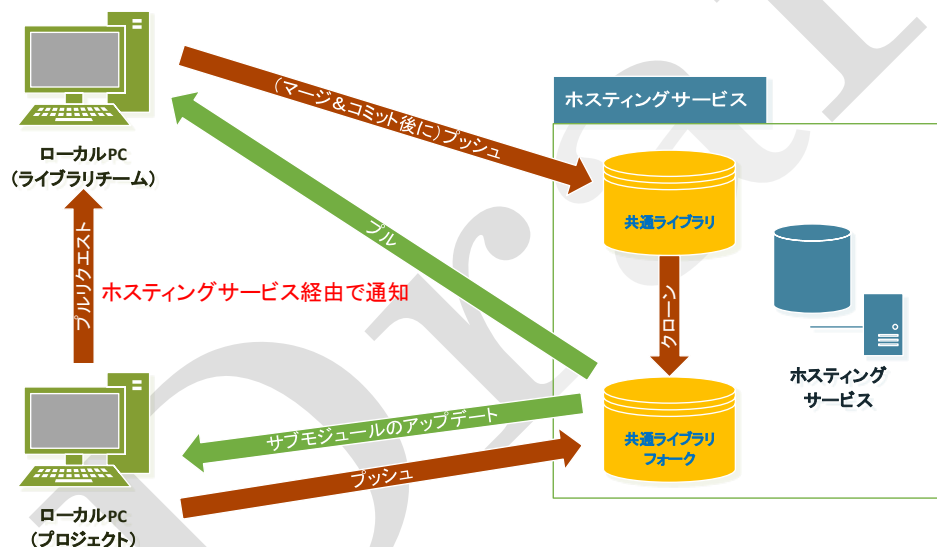 (マージ&コミット後に)プッシュ
ホスティングサービス
ローカルPC
(ライブラリチーム)
共通ライブラリ
プル
プルリクエスト
ホスティングサービス経由で通知
クローン
ホスティング
サービス
サブモジュールのアップデート
共通ライブラリ
フォーク
プッシュ
ローカルPC
(プロジェクト)
Draft